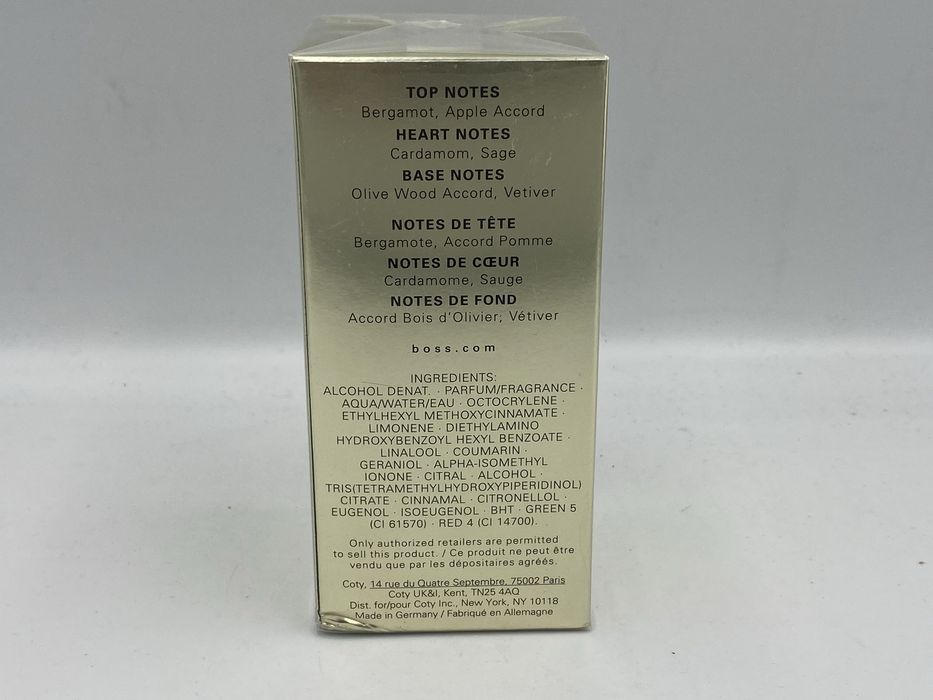 TOP NOTES
Bergamot, Apple Accord
HEART NOTES
Cardamom, Sage
BASE NOTES
Olive Wood Accord, Vetiver
NOTES DE TÊTE
Bergamote, Accord Pomme
NOTES DE CŒUR
Cardamome, Sauge
NOTES DE FOND
Accord Bois d'Olivier, Vétiver
boss.com
INGREDIENTS:
ALCOHOL DENAT. · PARFUM/FRAGRANCE ·
AQUA/WATER/EAU · OCTOCRYLENE ·
ETHYLHEXYL METHOXYCINNAMATE ·
LIMONENE · DIETHYLAMINO
HYDROXYBENZOYL HEXYL BENZOATE ·
LINALOOL · COUMARIN ·
GERANIOL · ALPHA-ISOMETHYL
IONONE · CITRAL · ALCOHOL ·
TRIS(TETRAMETHYLHYDROXYPIPERIDINOL)
CITRATE · CINNAMAL · CITRONELLOL ·
EUGENOL · ISOEUGENOL · BHT · GREEN 5
(CI 61570) · RED 4 (CI 14700).
Only authorized retailers are permitted
to sell this product. / Ce produit ne peut être
vendu que par les dépositaires agréés.
Coty, 14 rue du Quatre Septembre, 75002 Paris
Coty UK&I, Kent, TN25 4AQ
Dist. for/pour Coty Inc., New York, NY 10118
Made in Germany / Fabriqué en Allemagne